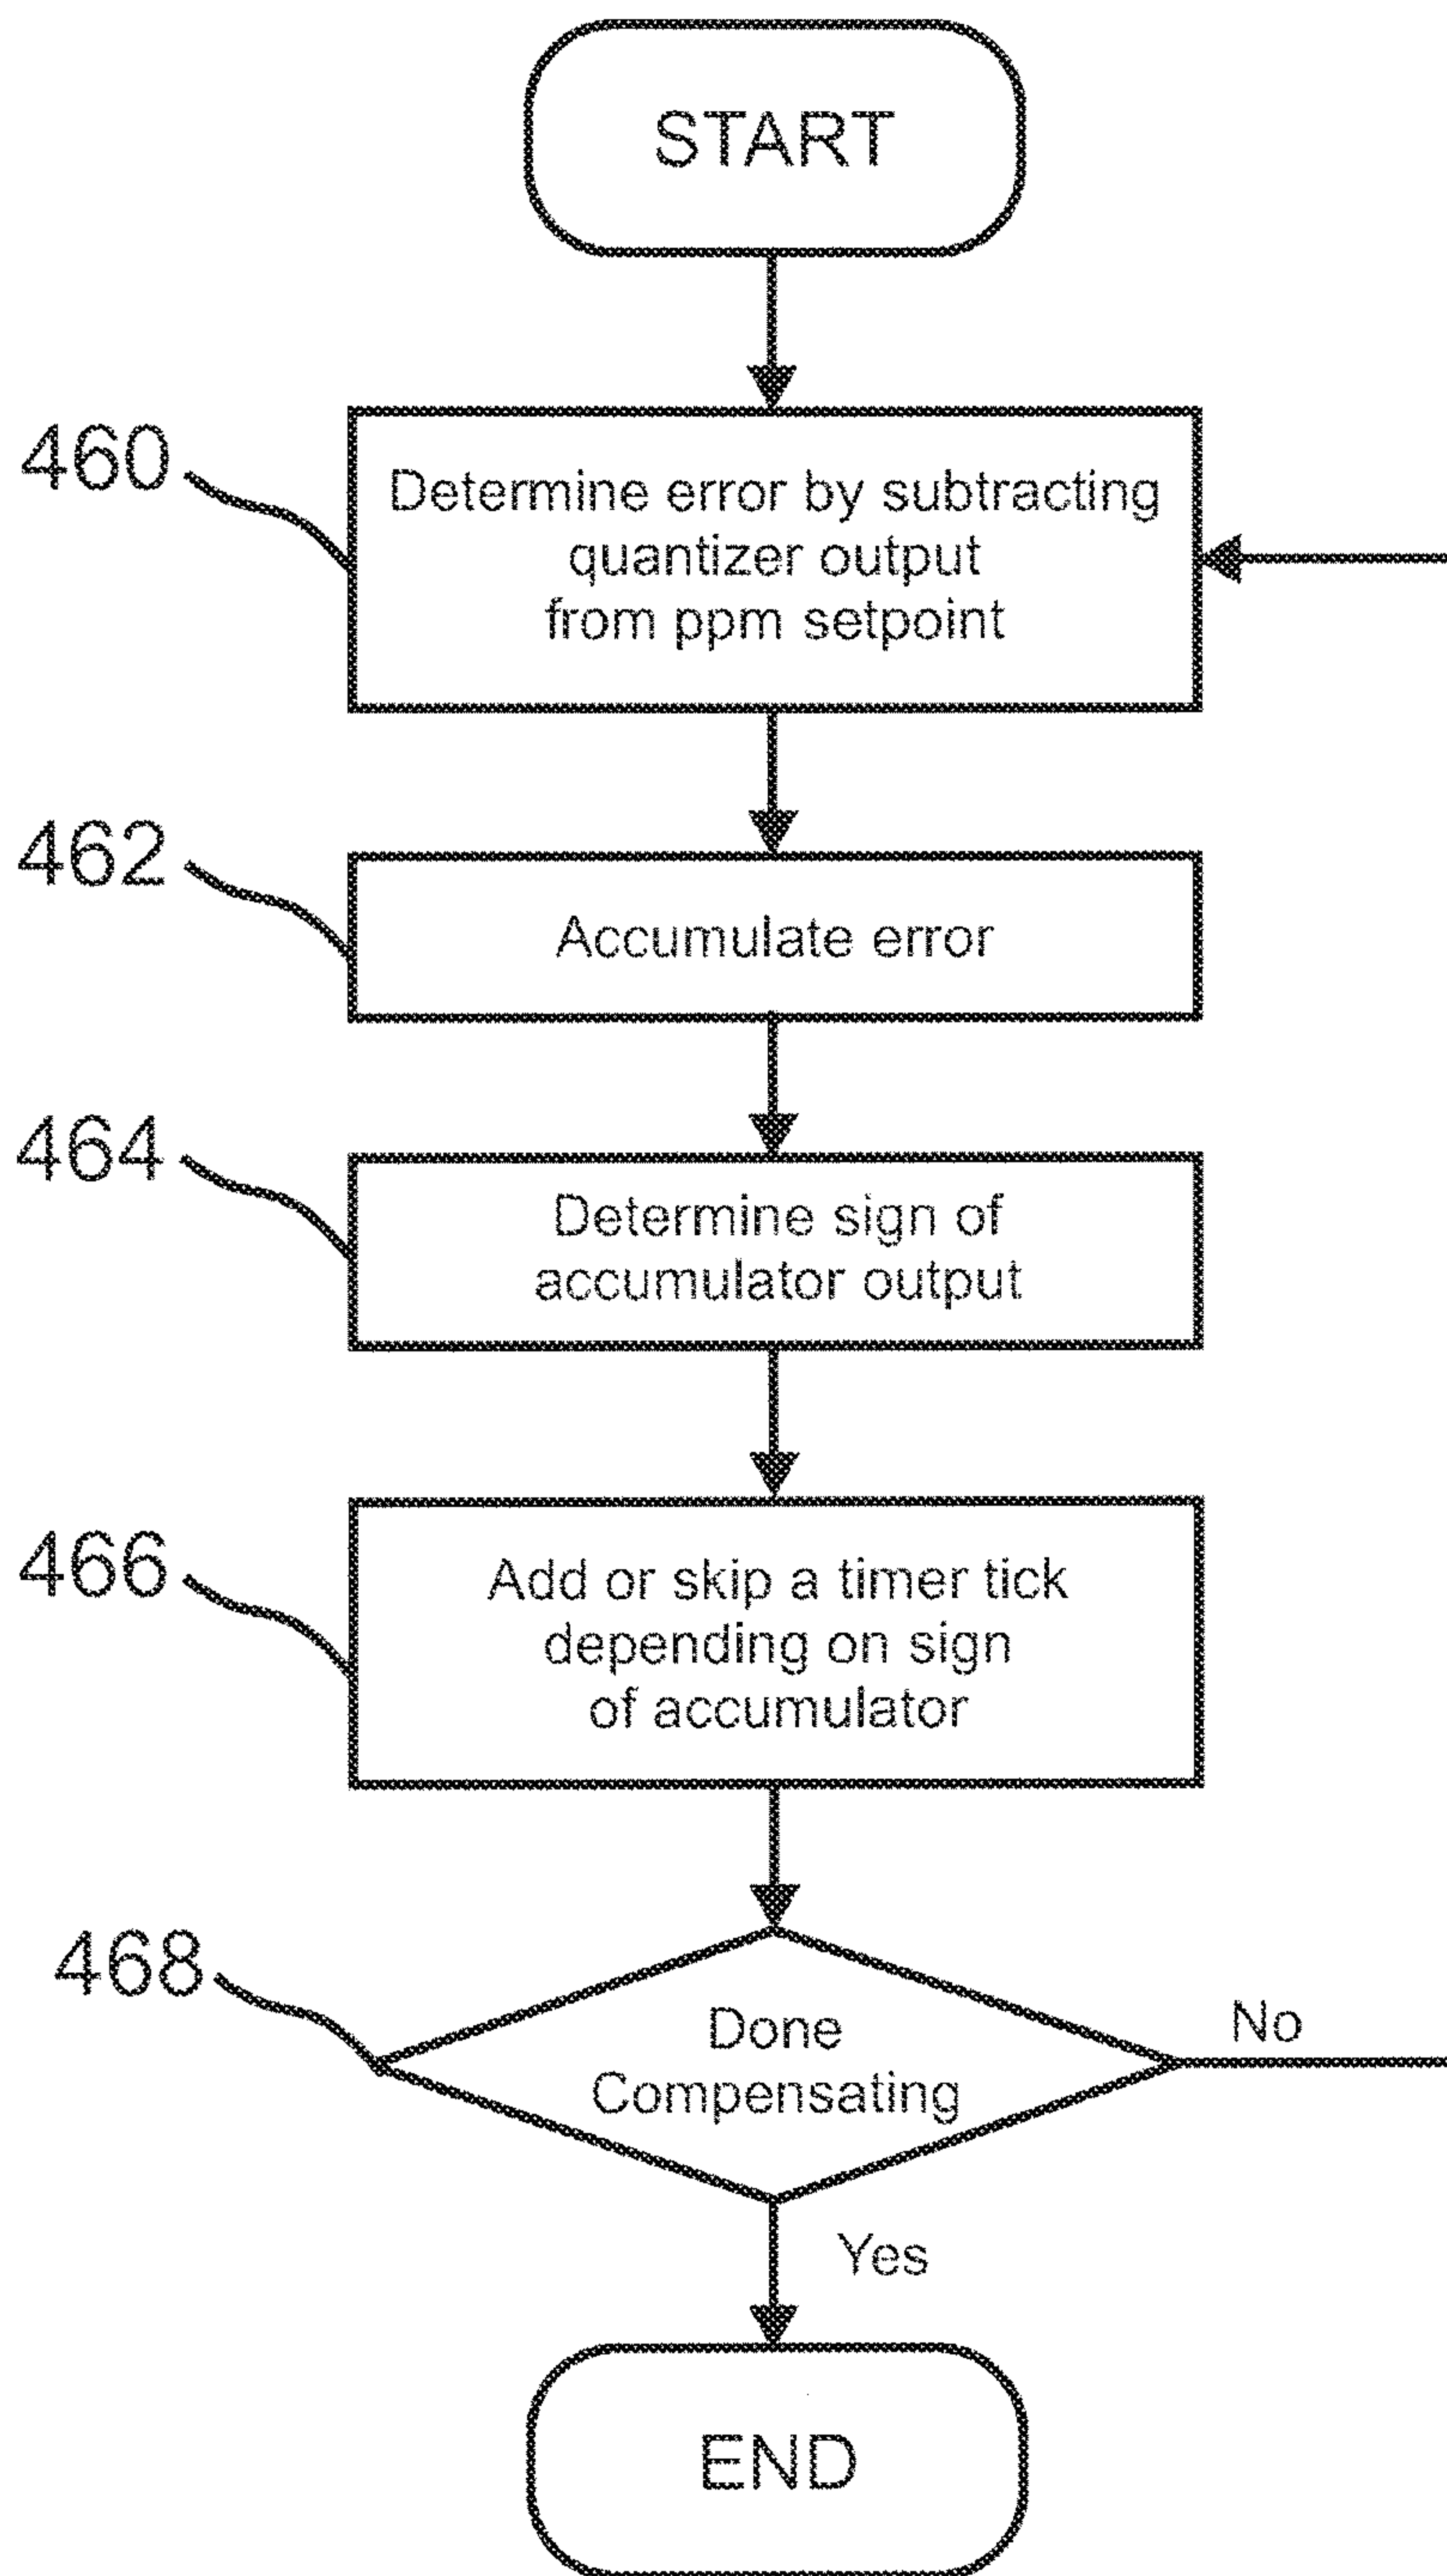 START
460
Determine error by subtracting
quantizer output
from ppm setpoint
462
Accumulate error
464
Determine sign of
accumulator output
466
Add or skip a timer tick
depending on sign
of accumulator
468
Done
Compensating
No
Yes
END